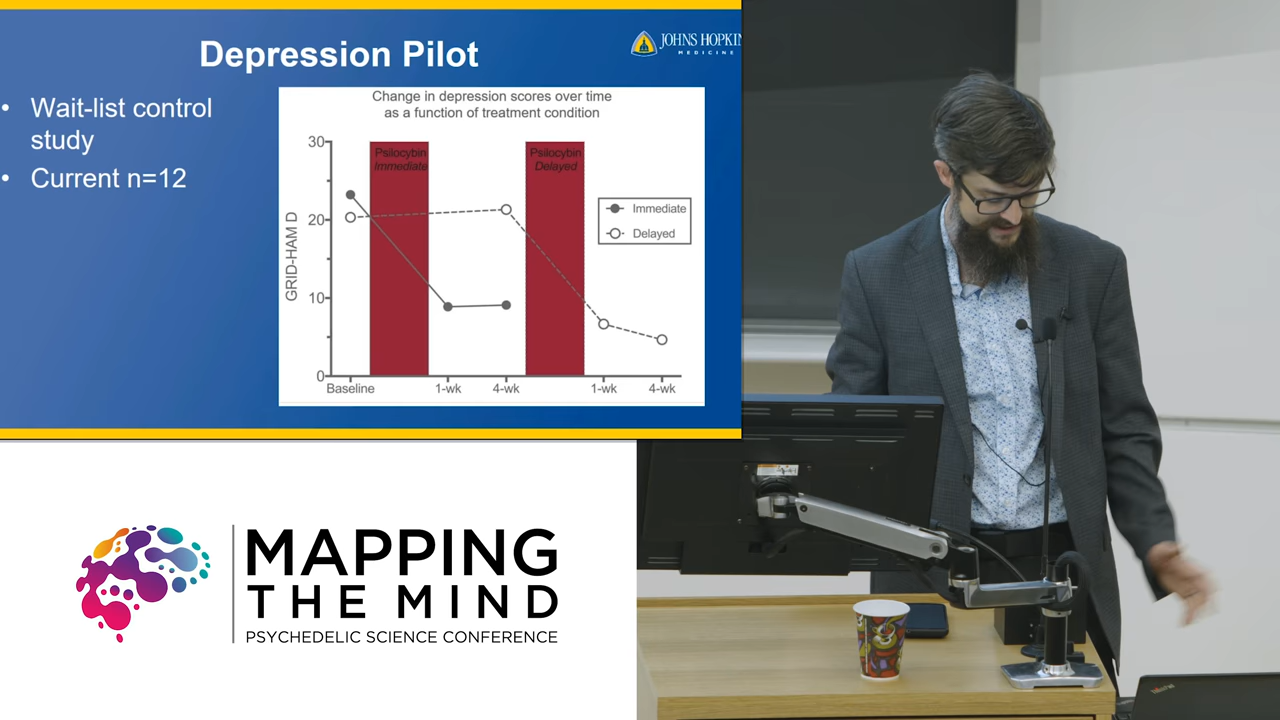 Depression Pilot
JOHNS HOPKIN
MEDICINE
• Wait-list control
study
• Current n=12
Change in depression scores over time
as a function of treatment condition
GRID-HAM D
30
20
10
0
Psilocybin
Immediate
Psilocybin
Delayed
Immediate
Delayed
Baseline
1-wk
4-wk
1-wk
4-wk
MAPPING
THE MIND
PSYCHEDELIC SCIENCE CONFERENCE